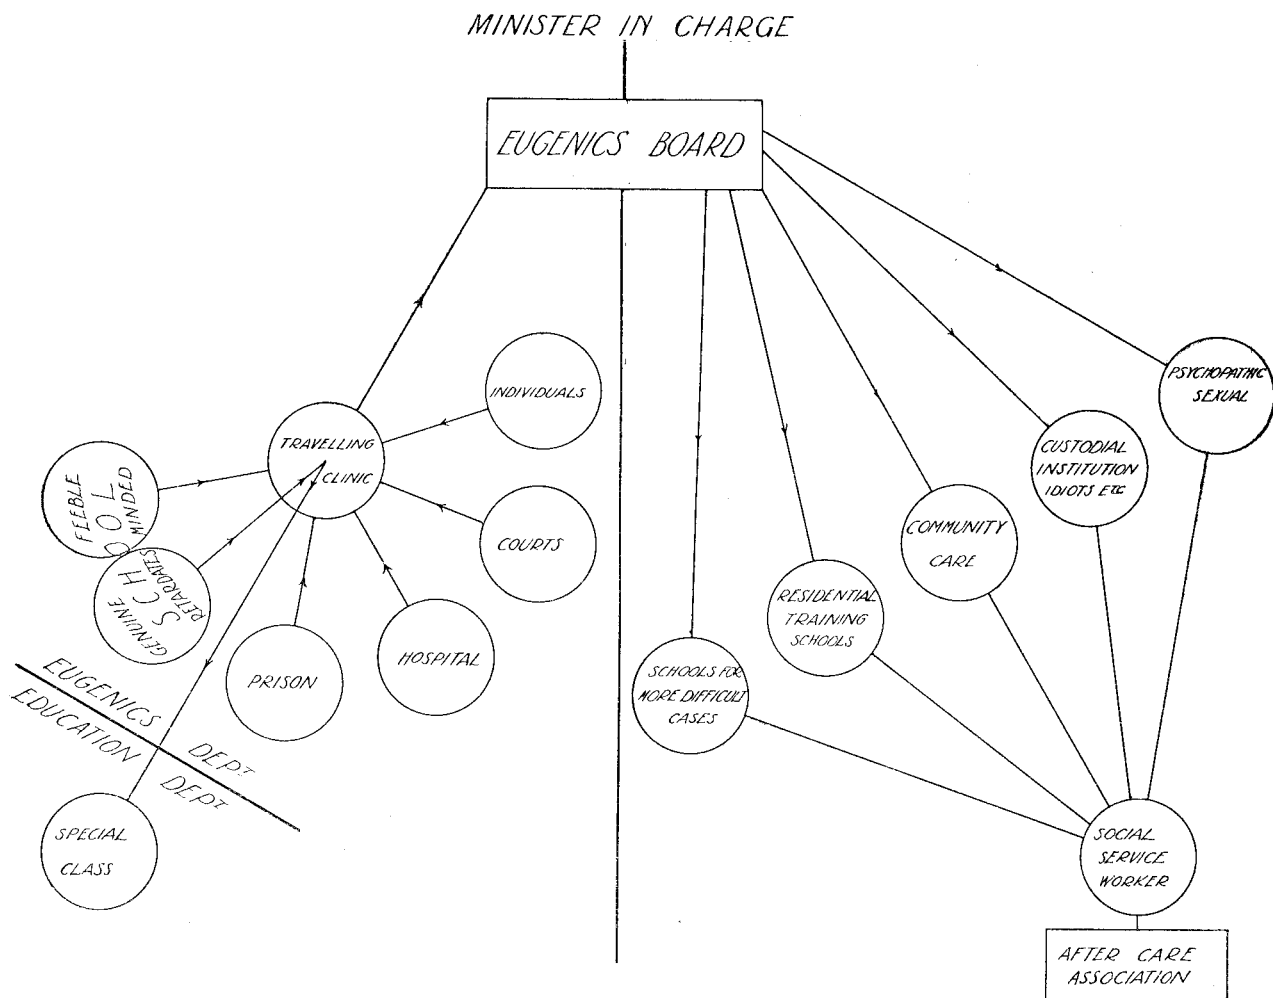 MINISTER IN CHARGE
EUGENICS BOARD
INDIVIDUALS
TRAVELLING
CLINIC
FEEBLE
MINDED
GENUINE
RETARDATES
SCHOOL
COURTS
HOSPITAL
PRISON
EUGENICS DEPT
EDUCATION DEPT
SPECIAL
CLASS
PSYCHOPATHIC
SEXUAL
CUSTODIAL
INSTITUTION
IDIOTS ETC
COMMUNITY
CARE
RESIDENTIAL
TRAINING
SCHOOLS
SCHOOLS FOR
MORE DIFFICULT
CASES
SOCIAL
SERVICE
WORKER
AFTER CARE
ASSOCIATION